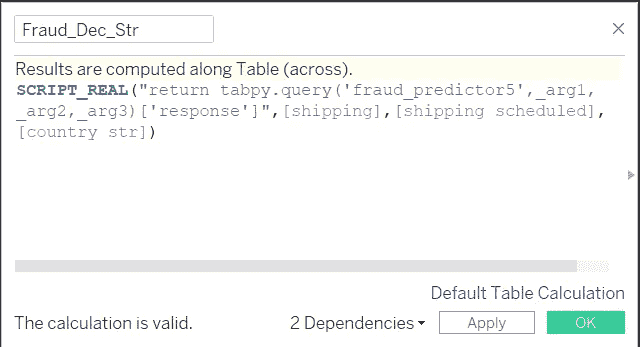 Fraud_Dec_Str
Results are computed along Table (across).
SCRIPT_REAL("return tabpy.query('fraud_predictor5',_arg1,
_arg2,_arg3)['response']",[shipping],[shipping scheduled],
[country str])
Default Table Calculation
The calculation is valid.
2 Dependencies
Apply
OK